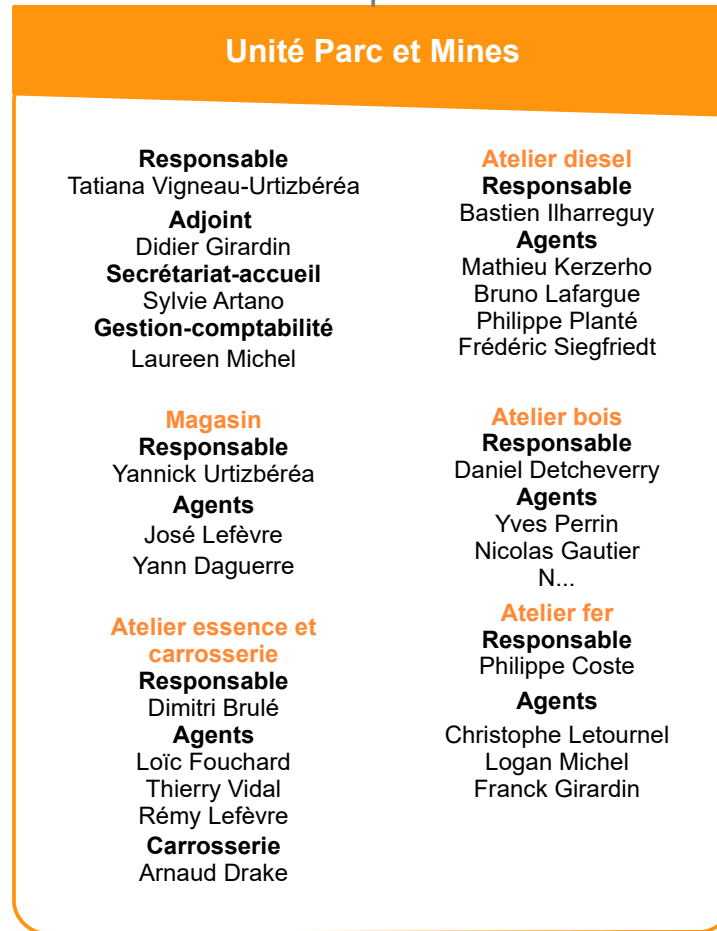 Unité Parc et Mines
Responsable
Tatiana Vigneau-Urtizbéréa
Adjoint
Didier Girardin
Secrétariat-accueil
Sylvie Artano
Gestion-comptabilité
Laureen Michel
Magasin
Responsable
Yannick Urtizbéréa
Agents
José Lefèvre
Yann Daguerre
Atelier essence et
carrosserie
Responsable
Dimitri Brulé
Agents
Loïc Fouchard
Thierry Vidal
Rémy Lefèvre
Carrosserie
Arnaud Drake
Atelier diesel
Responsable
Bastien Ilharreguy
Agents
Mathieu Kerzerho
Bruno Lafargue
Philippe Planté
Frédéric Siegfriedt
Atelier bois
Responsable
Daniel Detcheverry
Agents
Yves Perrin
Nicolas Gautier
N...
Atelier fer
Responsable
Philippe Coste
Agents
Christophe Letournel
Logan Michel
Franck Girardin